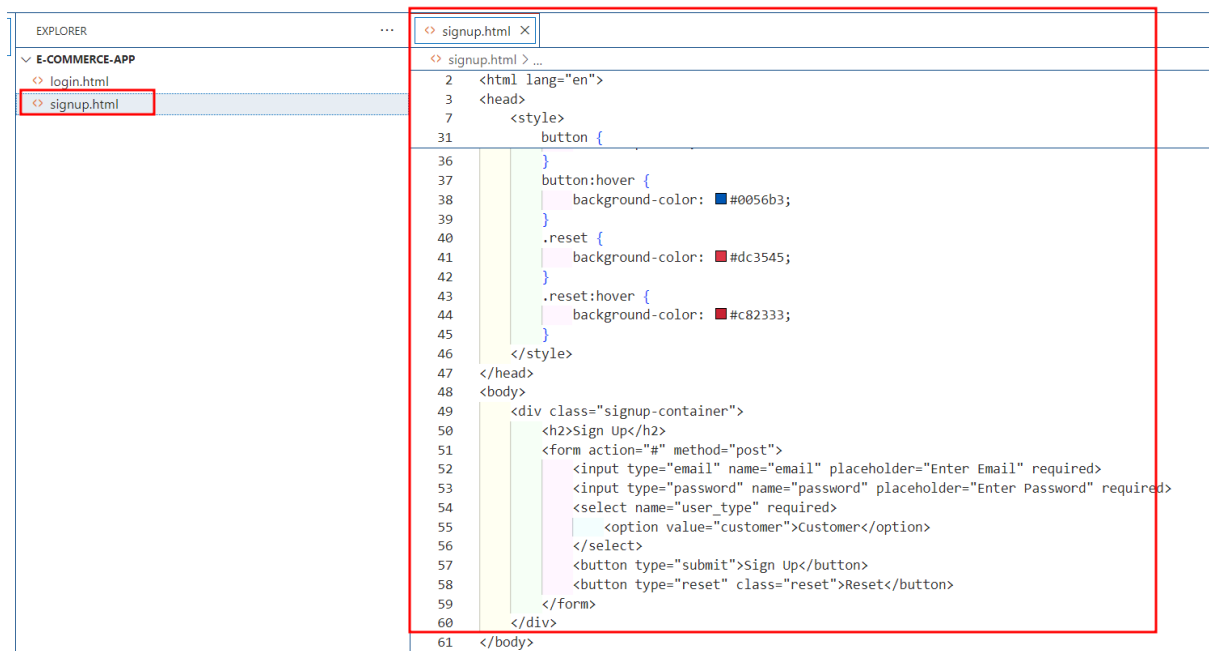 EXPLORER
...
E-COMMERCE-APP
login.html
signup.html
signup.html
signup.html > ...
2 <html lang="en">
3 <head>
7 <style>
31 button {
36 }
37 button:hover {
38 background-color: #0056b3;
39 }
40 .reset {
41 background-color: #dc3545;
42 }
43 .reset:hover {
44 background-color: #c82333;
45 }
46 </style>
47 </head>
48 <body>
49 <div class="signup-container">
50 <h2>Sign Up</h2>
51 <form action="#" method="post">
52 <input type="email" name="email" placeholder="Enter Email" required>
53 <input type="password" name="password" placeholder="Enter Password" required>
54 <select name="user_type" required>
55 <option value="customer">Customer</option>
56 </select>
57 <button type="submit">Sign Up</button>
58 <button type="reset" class="reset">Reset</button>
59 </form>
60 </div>
61 </body>